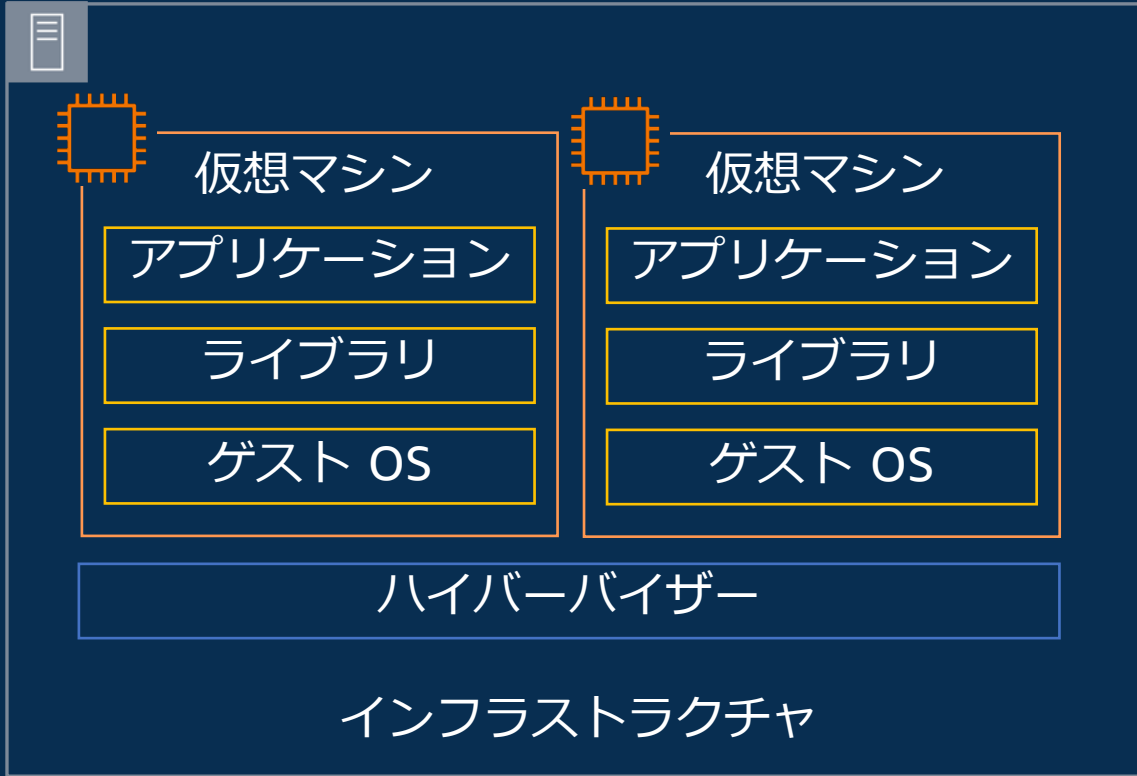 仮想マシン
アプリケーション
ライブラリ
ゲスト OS
仮想マシン
アプリケーション
ライブラリ
ゲスト OS
ハイバーバイザー
インフラストラクチャ